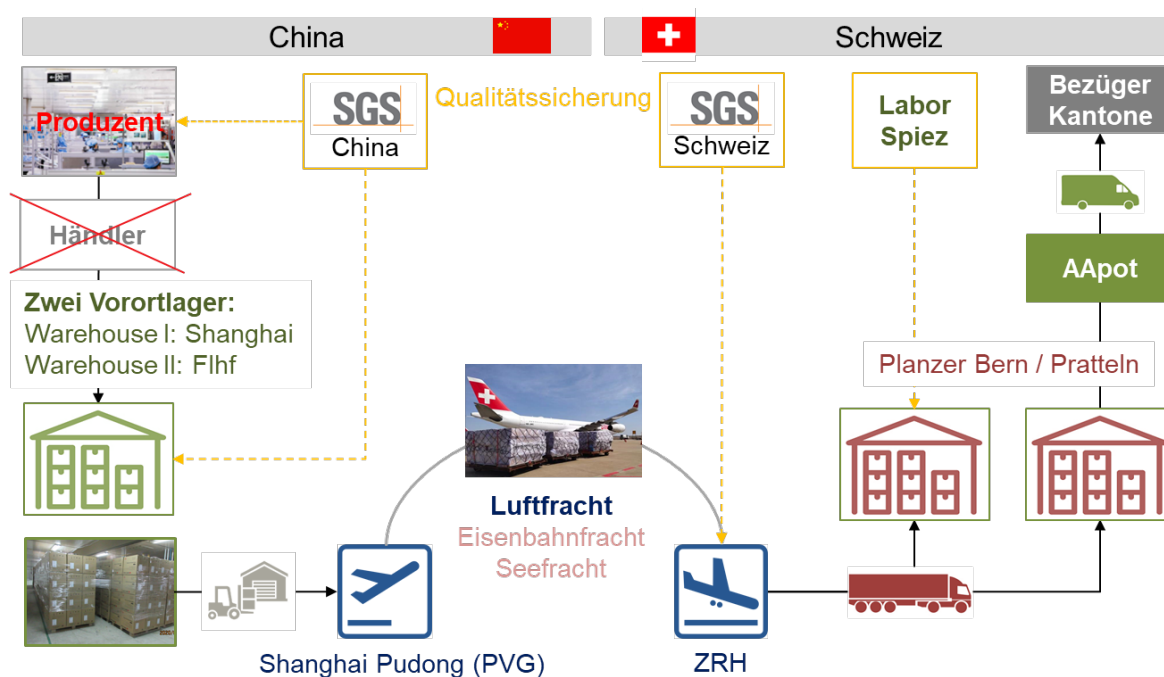 China
Schweiz
Produzent
SGS
China
Qualitätssicherung
SGS
Schweiz
Labor
Spiez
Bezüger
Kantone
Händler
AApot
Zwei Vorortlager:
Warehouse I: Shanghai
Warehouse II: Flhf
Planzer Bern / Pratteln
Luftfracht
Eisenbahnfracht
Seefracht
Shanghai Pudong (PVG)
ZRH